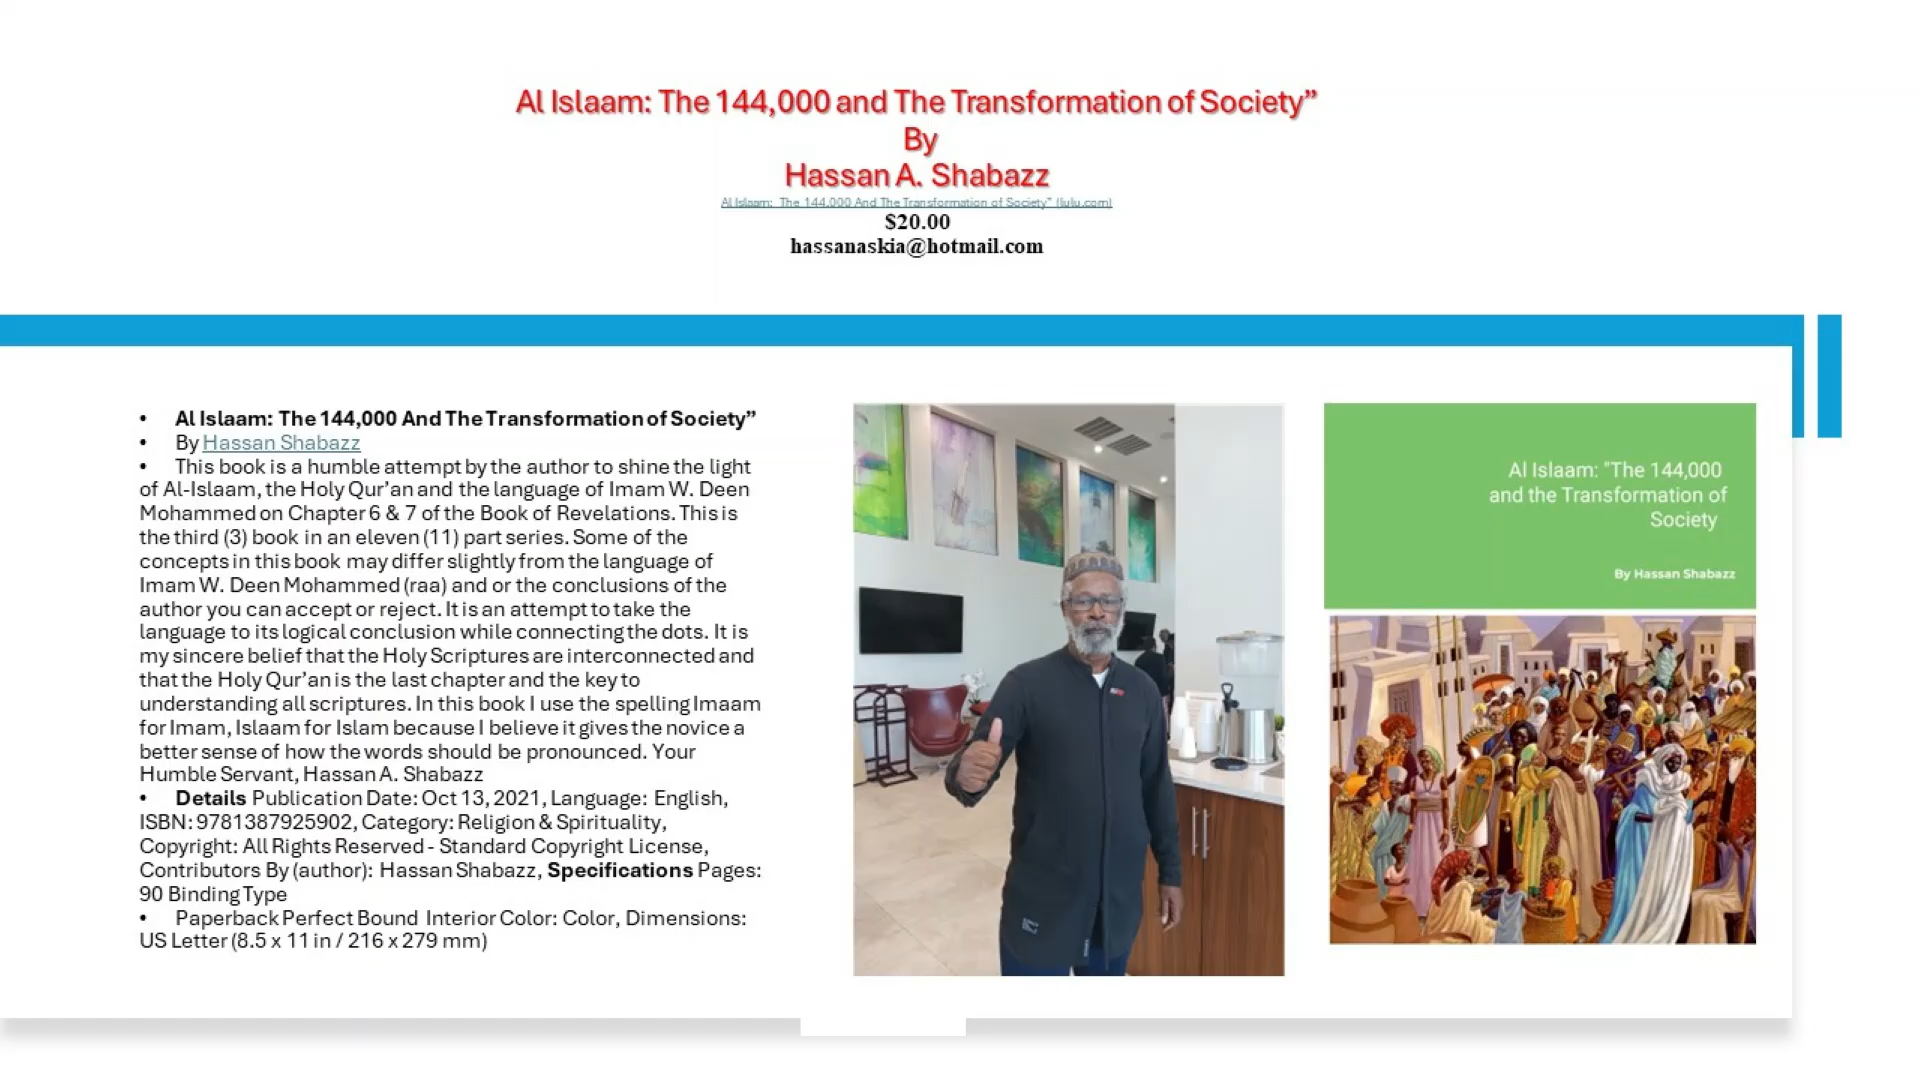 Al Islaam: The 144,000 and The Transformation of Society”
By
Hassan A. Shabazz
Al Islaam: The 144,000 And The Transformation of Society" (lulu.com)
$20.00
hassanaskia@hotmail.com
• Al Islaam: The 144,000 And The Transformation of Society”
• By Hassan Shabazz
• This book is a humble attempt by the author to shine the light
of Al-Islaam, the Holy Qur’an and the language of Imam W. Deen
Mohammed on Chapter 6 & 7 of the Book of Revelations. This is
the third (3) book in an eleven (11) part series. Some of the
concepts in this book may differ slightly from the language of
Imam W. Deen Mohammed (raa) and or the conclusions of the
author you can accept or reject. It is an attempt to take the
language to its logical conclusion while connecting the dots. It is
my sincere belief that the Holy Scriptures are interconnected and
that the Holy Qur’an is the last chapter and the key to
understanding all scriptures. In this book I use the spelling Imaam
for Imam, Islaam for Islam because I believe it gives the novice a
better sense of how the words should be pronounced. Your
Humble Servant, Hassan A. Shabazz
• Details Publication Date: Oct 13, 2021, Language: English,
ISBN: 9781387925902, Category: Religion & Spirituality,
Copyright: All Rights Reserved - Standard Copyright License,
Contributors By (author): Hassan Shabazz, Specifications Pages:
90 Binding Type
• Paperback Perfect Bound Interior Color: Color, Dimensions:
US Letter (8.5 x 11 in / 216 x 279 mm)
Al Islaam: "The 144,000
and the Transformation of
Society
By Hassan Shabazz